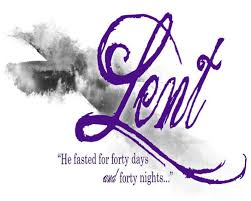 Lent
“He fasted for forty days
and forty nights...”